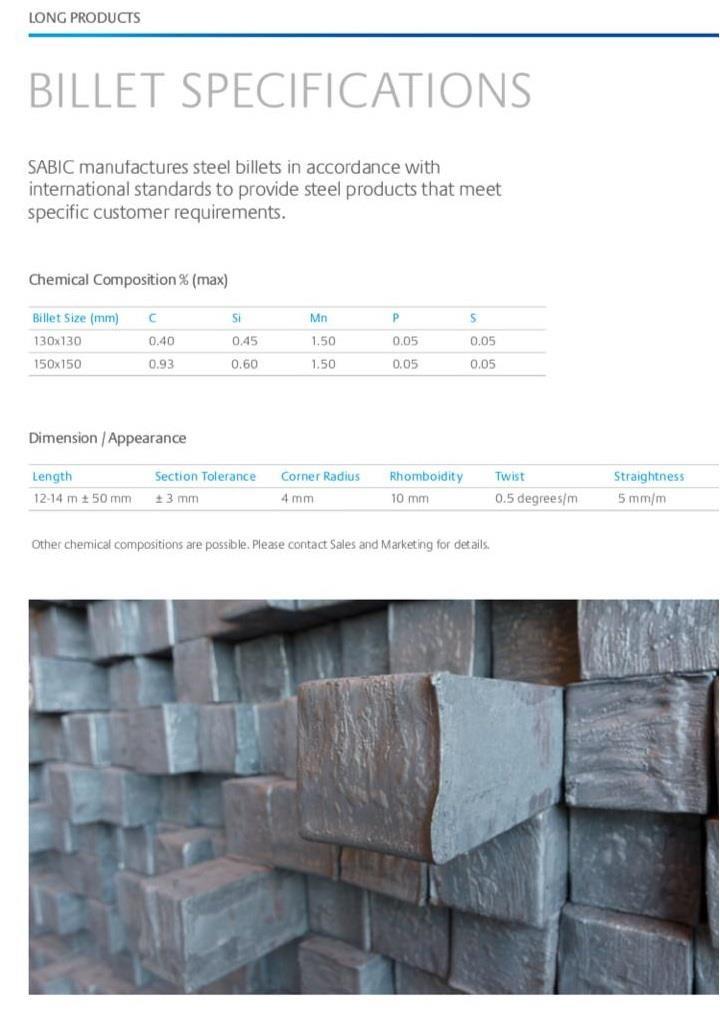 LONG PRODUCTS
BILLET SPECIFICATIONS
SABIC manufactures steel billets in accordance with
international standards to provide steel products that meet
specific customer requirements.
Chemical Composition % (max)
Billet Size (mm) C Si Mn P S
130x130 0.40 0.45 1.50 0.05 0.05
150x150 0.93 0.60 1.50 0.05 0.05
Dimension / Appearance
Length Section Tolerance Corner Radius Rhomboidity Twist Straightness
12-14 m ± 50 mm ± 3 mm 4 mm 10 mm 0.5 degrees/m 5 mm/m
Other chemical compositions are possible. Please contact Sales and Marketing for details.